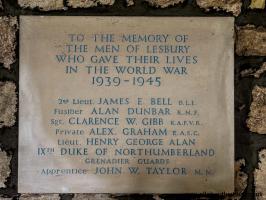 TO THE MEMORY OF
THE MEN OF LESBURY
WHO GAVE THEIR LIVES
IN THE WORLD WAR
1939-1945
2nd Lieut. JAMES E. BELL D.L.I.
Fusilier ALAN DUNBAR R.N.F.
Sgt. CLARENCE W. GIBB R.A.F.V.R.
Private ALEX. GRAHAM R.A.S.C.
Lieut. HENRY GEORGE ALAN
IXTH DUKE OF NORTHUMBERLAND
GRENADIER GUARDS
Apprentice JOHN W. TAYLOR M.N.